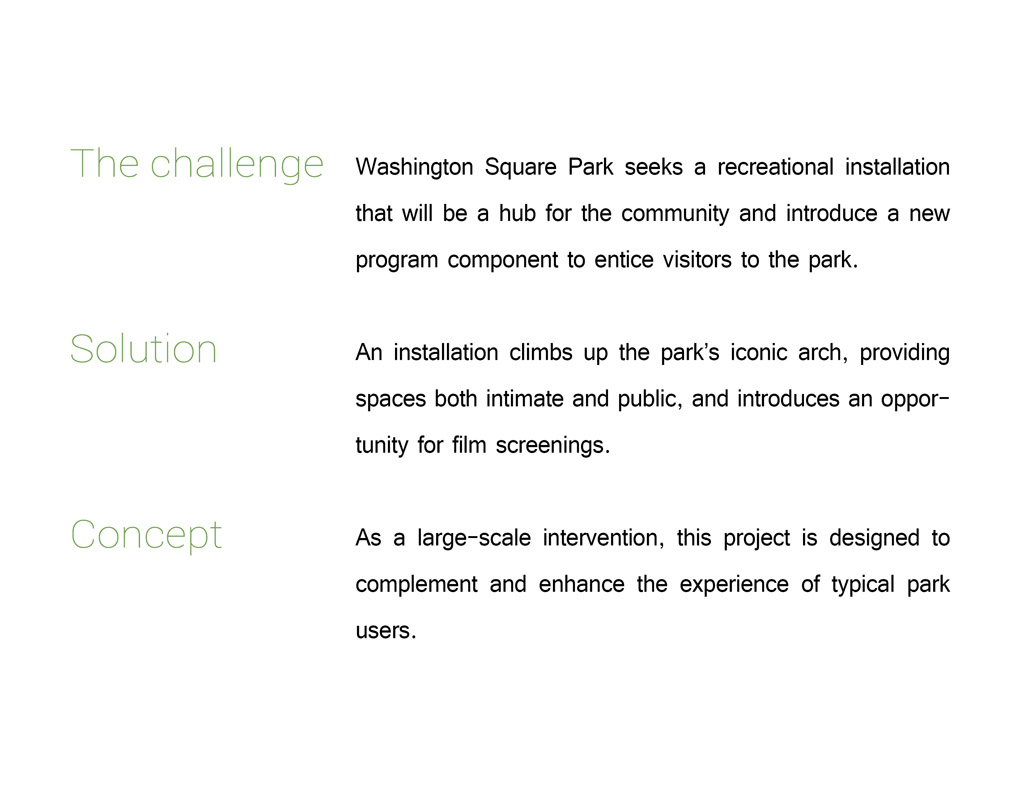 The challenge
Washington Square Park seeks a recreational installation
that will be a hub for the community and introduce a new
program component to entice visitors to the park.
Solution
An installation climbs up the park’s iconic arch, providing
spaces both intimate and public, and introduces an oppor-
tunity for film screenings.
Concept
As a large-scale intervention, this project is designed to
complement and enhance the experience of typical park
users.